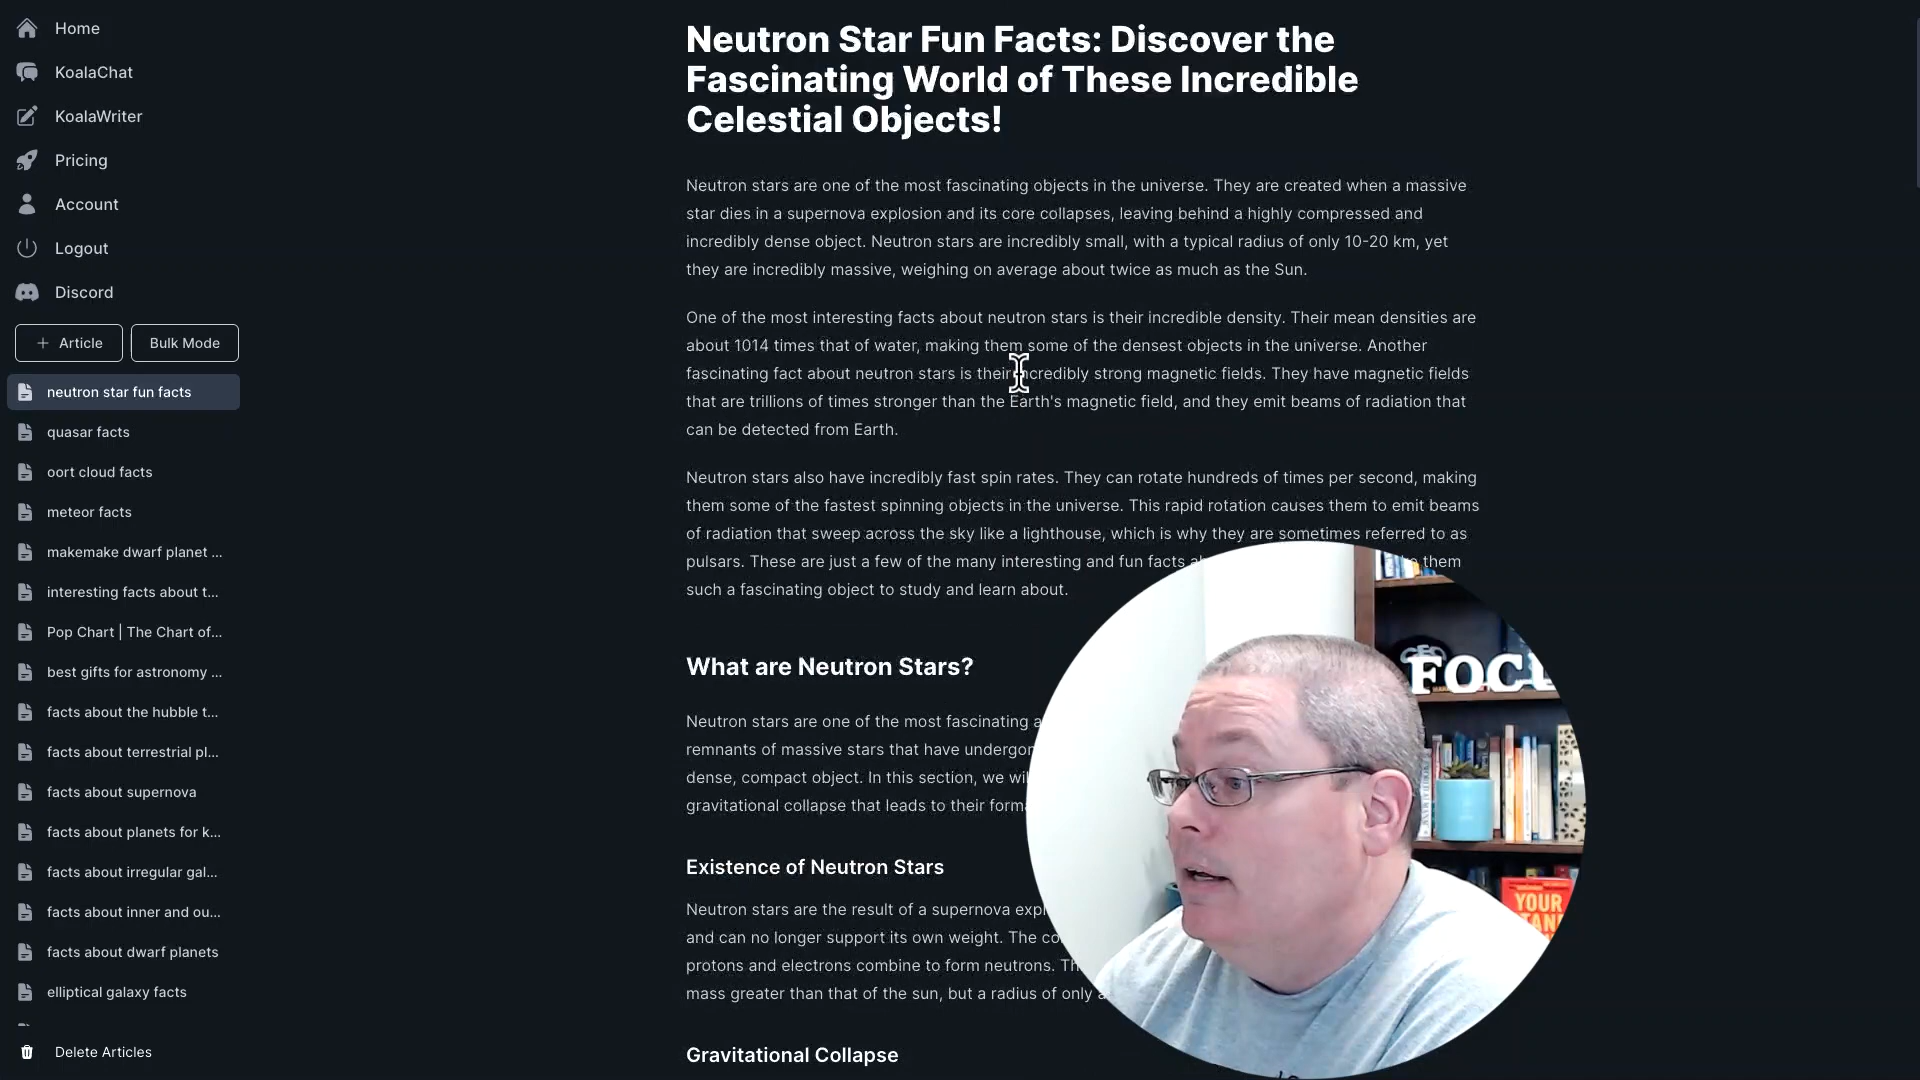 Home
KoalaChat
KoalaWriter
Pricing
Account
Logout
Discord
+ Article
Bulk Mode
neutron star fun facts
quasar facts
oort cloud facts
meteor facts
makemake dwarf planet ...
interesting facts about t...
Pop Chart | The Chart of...
best gifts for astronomy ...
facts about the hubble t...
facts about terrestrial pl...
facts about supernova
facts about planets for k...
facts about irregular gal...
facts about inner and ou...
facts about dwarf planets
elliptical galaxy facts
Delete Articles
Neutron Star Fun Facts: Discover the
Fascinating World of These Incredible
Celestial Objects!
Neutron stars are one of the most fascinating objects in the universe. They are created when a massive
star dies in a supernova explosion and its core collapses, leaving behind a highly compressed and
incredibly dense object. Neutron stars are incredibly small, with a typical radius of only 10-20 km, yet
they are incredibly massive, weighing on average about twice as much as the Sun.
One of the most interesting facts about neutron stars is their incredible density. Their mean densities are
about 1014 times that of water, making them some of the densest objects in the universe. Another
fascinating fact about neutron stars is their incredibly strong magnetic fields. They have magnetic fields
that are trillions of times stronger than the Earth's magnetic field, and they emit beams of radiation that
can be detected from Earth.
Neutron stars also have incredibly fast spin rates. They can rotate hundreds of times per second, making
them some of the fastest spinning objects in the universe. This rapid rotation causes them to emit beams
of radiation that sweep across the sky like a lighthouse, which is why they are sometimes referred to as
pulsars. These are just a few of the many interesting and fun facts them
such a fascinating object to study and learn about.
What are Neutron Stars?
Neutron stars are one of the most fascinating
remnants of massive stars that have
dense, compact object. In this section, we
gravitational collapse that leads to their
Existence of Neutron Stars
Neutron stars are the result of a supernova
and can no longer support its own weight. The
protons and electrons combine to form neutrons.
mass greater than that of the sun, but a radius of only
Gravitational Collapse
FOC
YOUR